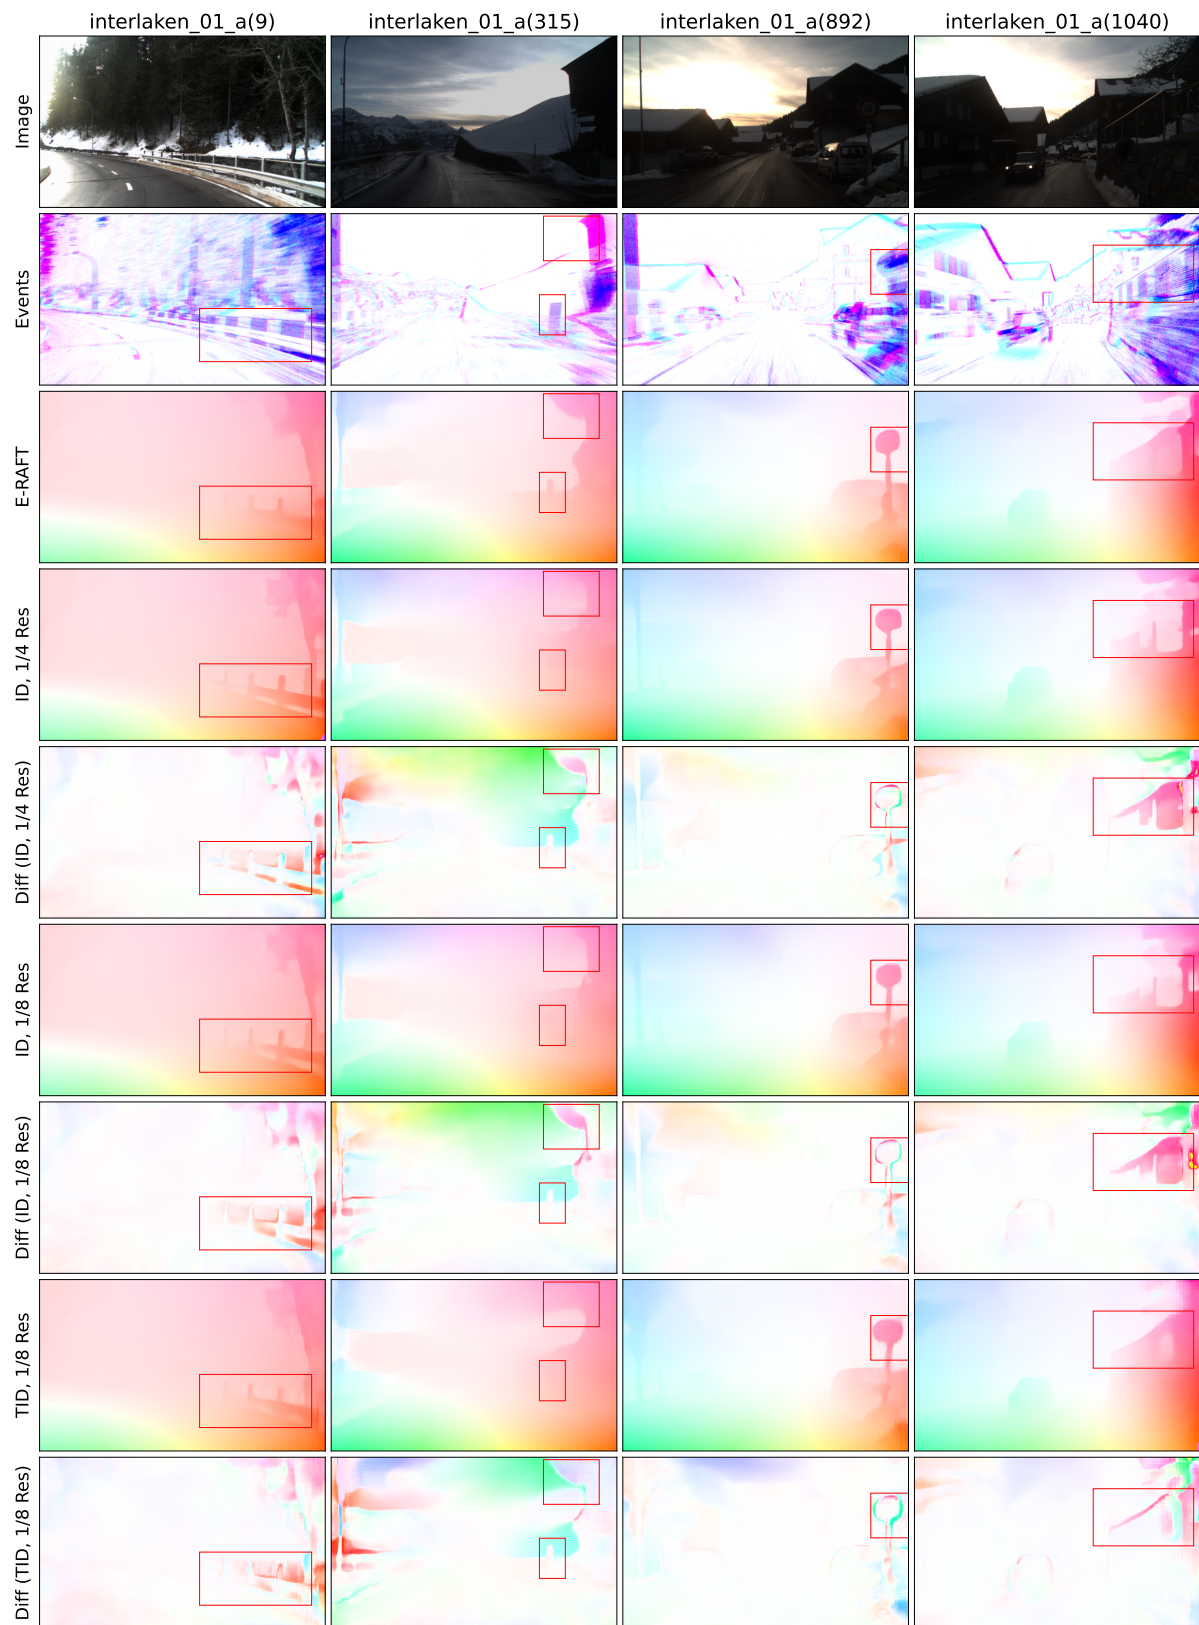 interlaken_01_a(9)
interlaken_01_a(315)
interlaken_01_a(892)
interlaken_01_a(1040)
Image
Events
E-RAFT
ID, 1/4 Res
Diff (ID, 1/4 Res)
ID, 1/8 Res
Diff (ID, 1/8 Res)
TID, 1/8 Res
Diff (TID, 1/8 Res)